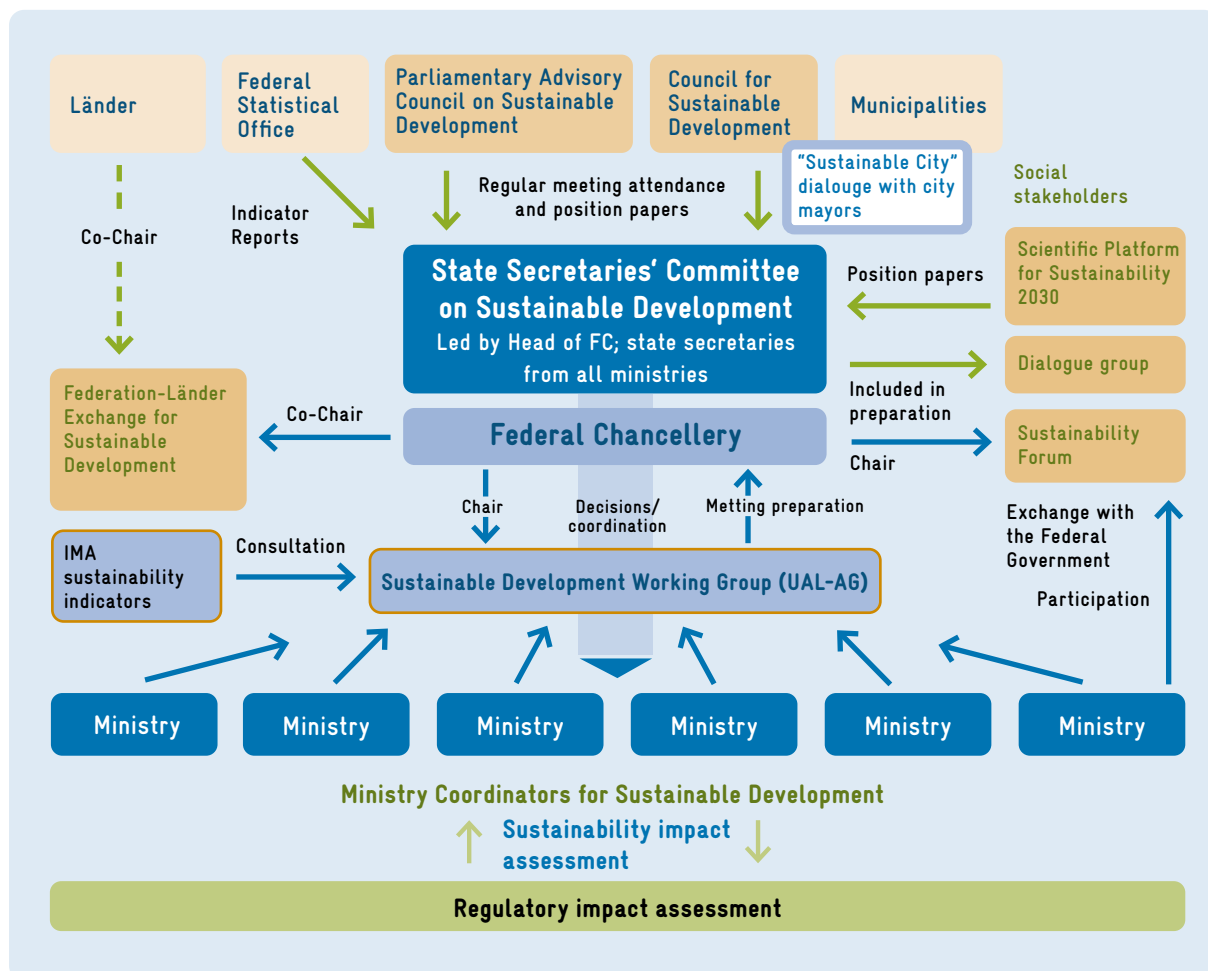 Länder
Federal
Statistical
Office
Parliamentary Advisory
Council on Sustainable
Development
Council for
Sustainable
Development
Municipalities
"Sustainable City"
dialouge with city
mayors
Social
stakeholders
Co-Chair
Indicator
Reports
Regular meeting attendance
and position papers
State Secretaries' Committee
on Sustainable Development
Led by Head of FC; state secretaries
from all ministries
Position papers
Scientific Platform
for Sustainability
2030
Dialogue group
Included in
preparation
Federation-Länder
Exchange for
Sustainable
Development
Co-Chair
Federal Chancellery
Chair
Sustainability
Forum
Chair
Decisions/
coordination
Metting preparation
Exchange with
the Federal
Government
Participation
IMA
sustainability
indicators
Consultation
Sustainable Development Working Group (UAL-AG)
Ministry
Ministry
Ministry
Ministry
Ministry
Ministry
Ministry Coordinators for Sustainable Development
Sustainability impact
assessment
Regulatory impact assessment